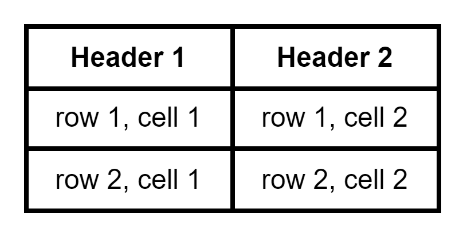 Header 1 Header 2
row 1, cell 1 row 1, cell 2
row 2, cell 1 row 2, cell 2